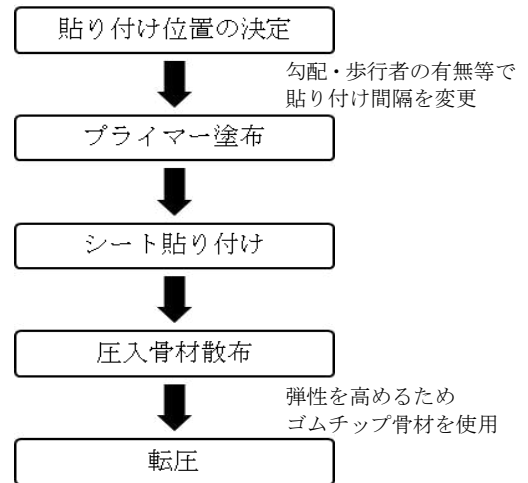 貼り付け位置の決定
勾配・歩行者の有無等で
貼り付け間隔を変更
プライマー塗布
シート貼り付け
圧入骨材散布
弾性を高めるため
ゴムチップ骨材を使用
転圧